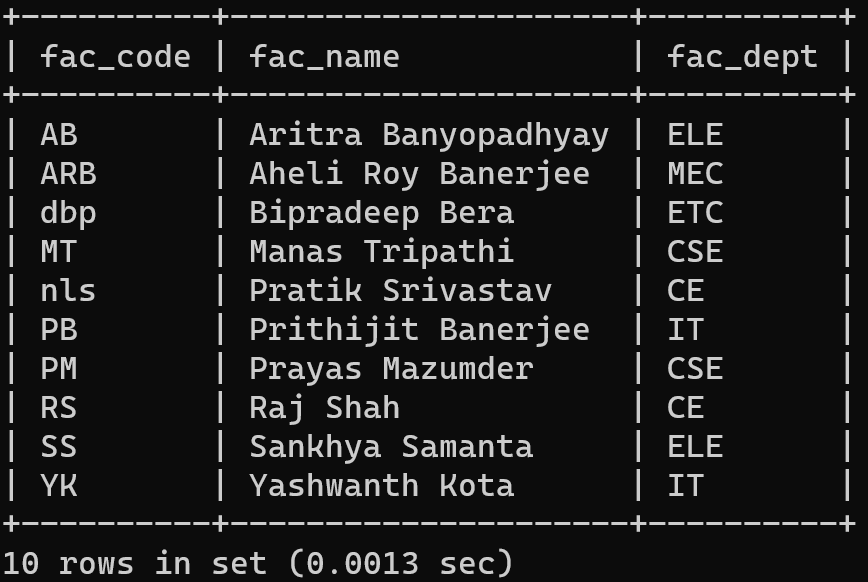 +----------+---------------------+----------+
| fac_code | fac_name            | fac_dept |
+----------+---------------------+----------+
| AB       | Aritra Banyopadhyay | ELE      |
| ARB      | Aheli Roy Banerjee  | MEC      |
| dbp      | Bipradeep Bera      | ETC      |
| MT       | Manas Tripathi      | CSE      |
| nls      | Pratik Srivastav    | CE       |
| PB       | Prithijit Banerjee  | IT       |
| PM       | Prayas Mazumder     | CSE      |
| RS       | Raj Shah            | CE       |
| SS       | Sankhya Samanta     | ELE      |
| YK       | Yashwanth Kota      | IT       |
+----------+---------------------+----------+
10 rows in set (0.0013 sec)